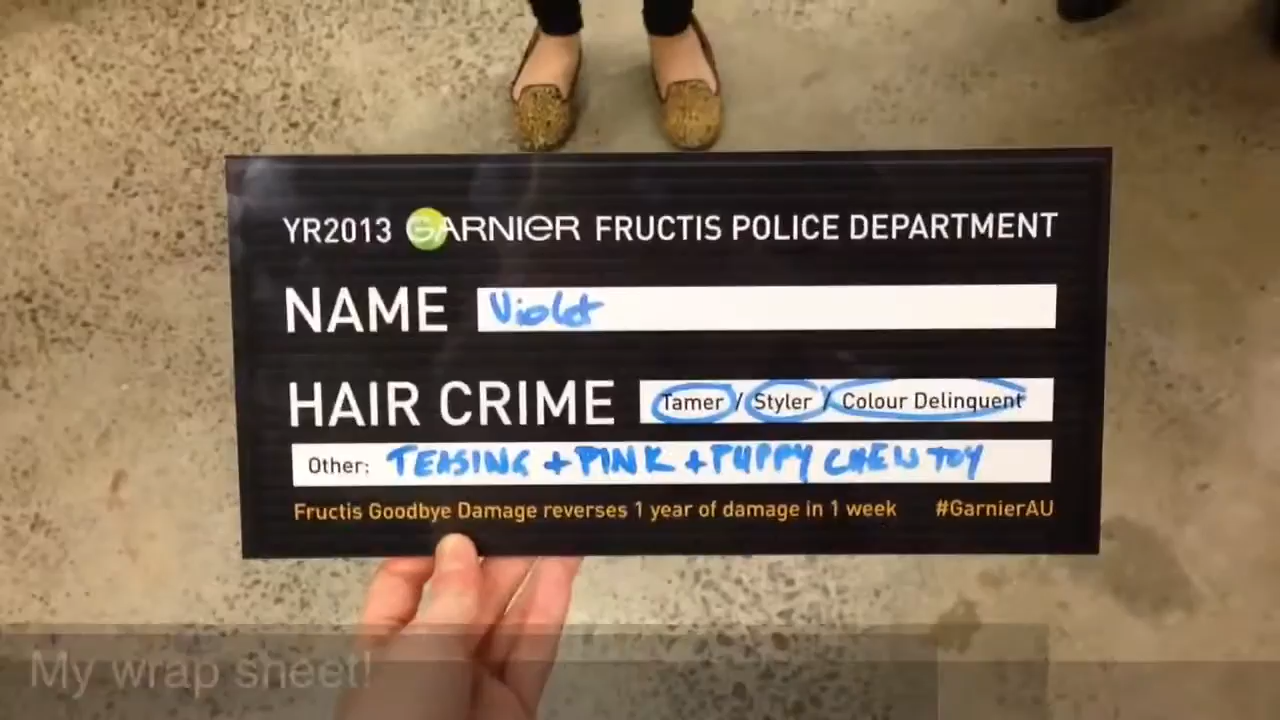 YR2013 GARNIER FRUCTIS POLICE DEPARTMENT
NAME Violet
HAIR CRIME Tamer / Styler / Colour Delinquent
Other: TEASING + PINK + PUPPY CHEW TOY
Fructis Goodbye Damage reverses 1 year of damage in 1 week #GarnierAU
My wrap sheet!